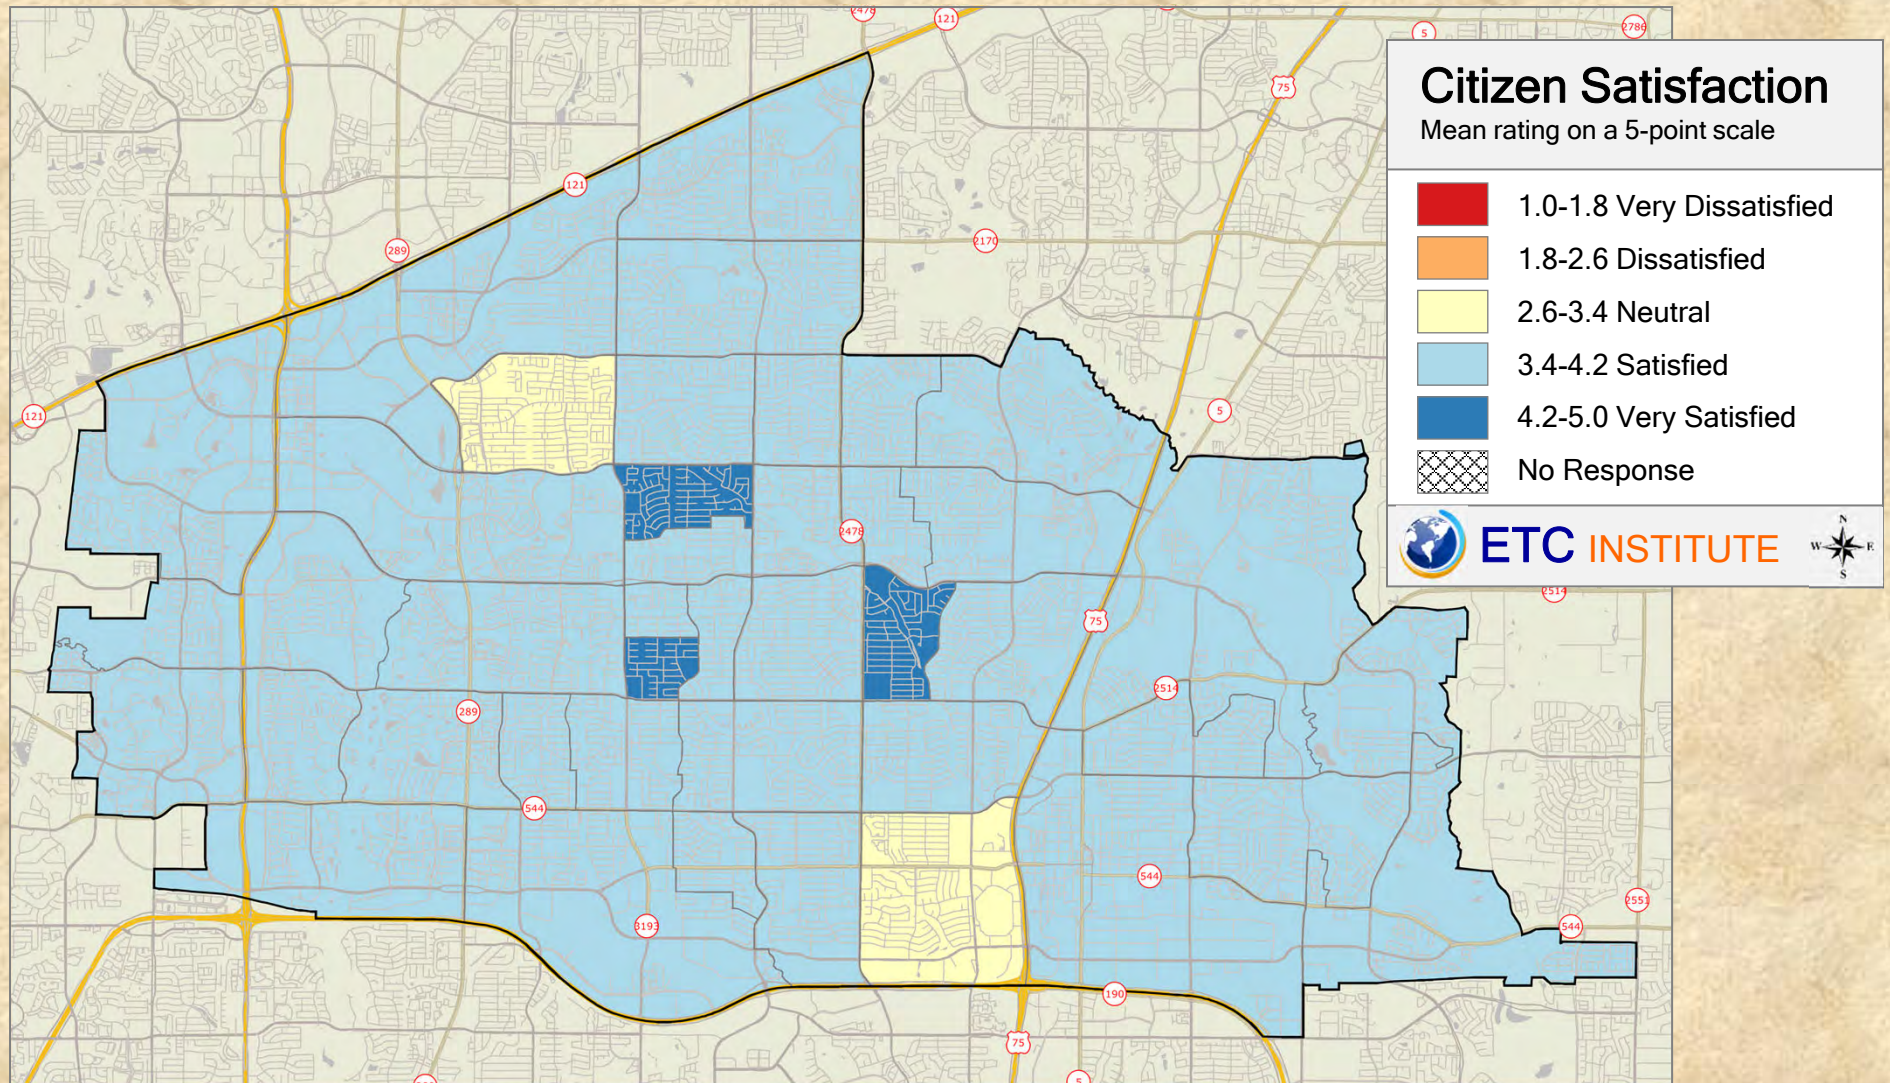 Citizen Satisfaction
Mean rating on a 5-point scale
1.0-1.8 Very Dissatisfied
1.8-2.6 Dissatisfied
2.6-3.4 Neutral
3.4-4.2 Satisfied
4.2-5.0 Very Satisfied
No Response
ETC INSTITUTE
N
W E
S
2478
121
5
2786
75
121
289
2170
121
5
2478
2514
75
2514
289
544
544
2551
3193
544
190
75
5